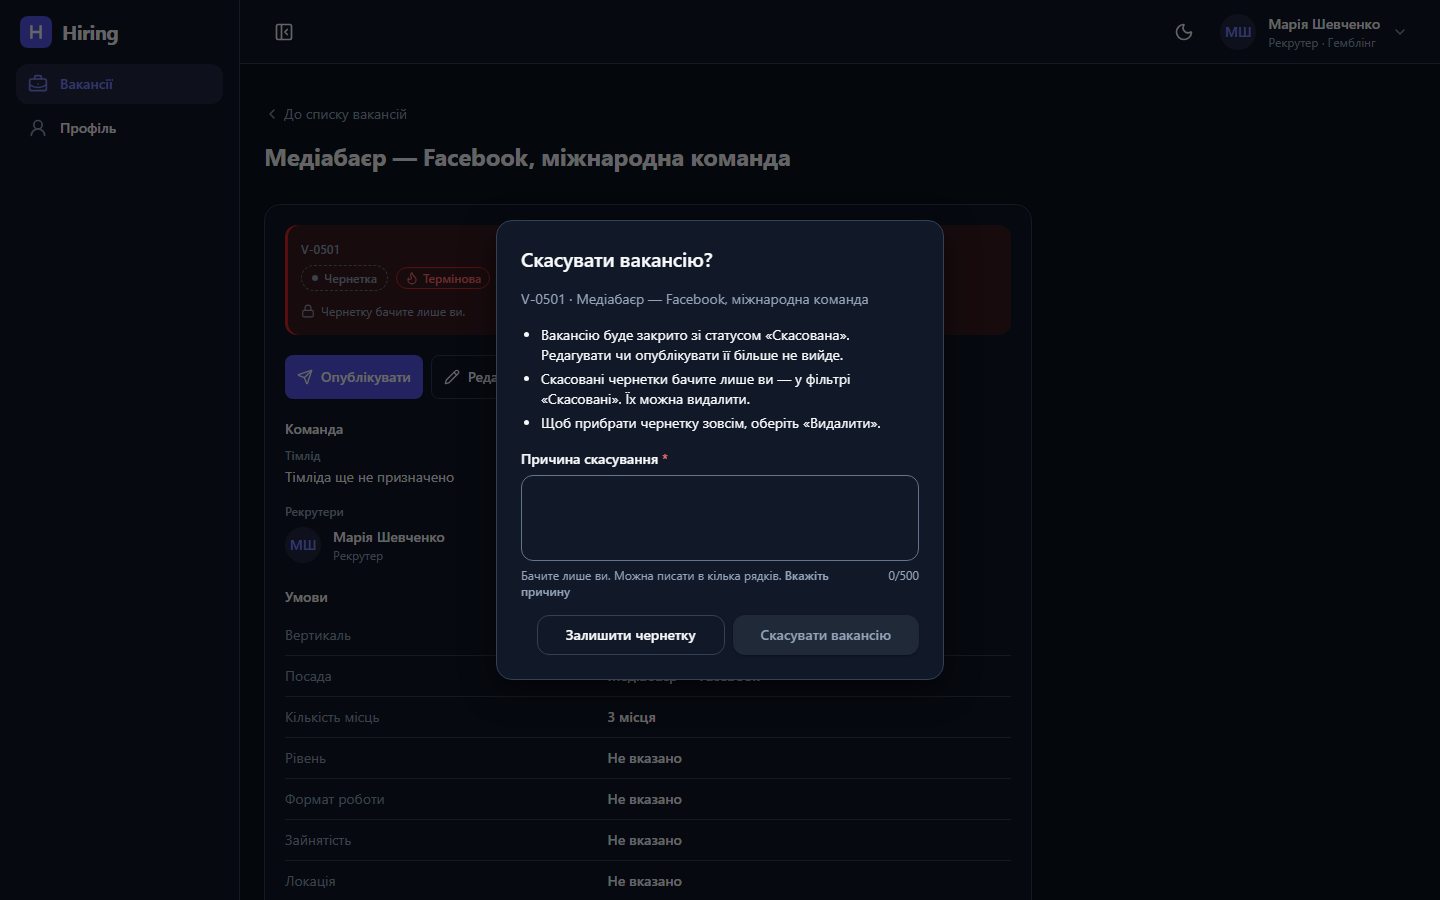 H Hiring
Вакансії
Профіль
МШ
Марія Шевченко
Рекрутер · Гемблінг
До списку вакансій
Медіабаєр — Facebook, міжнародна команда
V-0501
Чернетка
Термінова
Чернетку бачите лише ви.
Опублікувати
Реда
Команда
Тімлід
Тімліда ще не призначено
Рекрутери
МШ
Марія Шевченко
Рекрутер
Умови
Вертикаль
Посада
Кількість місць
3 місця
Рівень
Не вказано
Формат роботи
Не вказано
Зайнятість
Не вказано
Локація
Не вказано
Скасувати вакансію?
V-0501 · Медіабаєр — Facebook, міжнародна команда
• Вакансію буде закрито зі статусом «Скасована».
Редагувати чи опублікувати її більше не вийде.
• Скасовані чернетки бачите лише ви — у фільтрі
«Скасовані». Їх можна видалити.
• Щоб прибрати чернетку зовсім, оберіть «Видалити».
Причина скасування *
Бачите лише ви. Можна писати в кілька рядків. Вкажіть
причину
0/500
Залишити чернетку
Скасувати вакансію